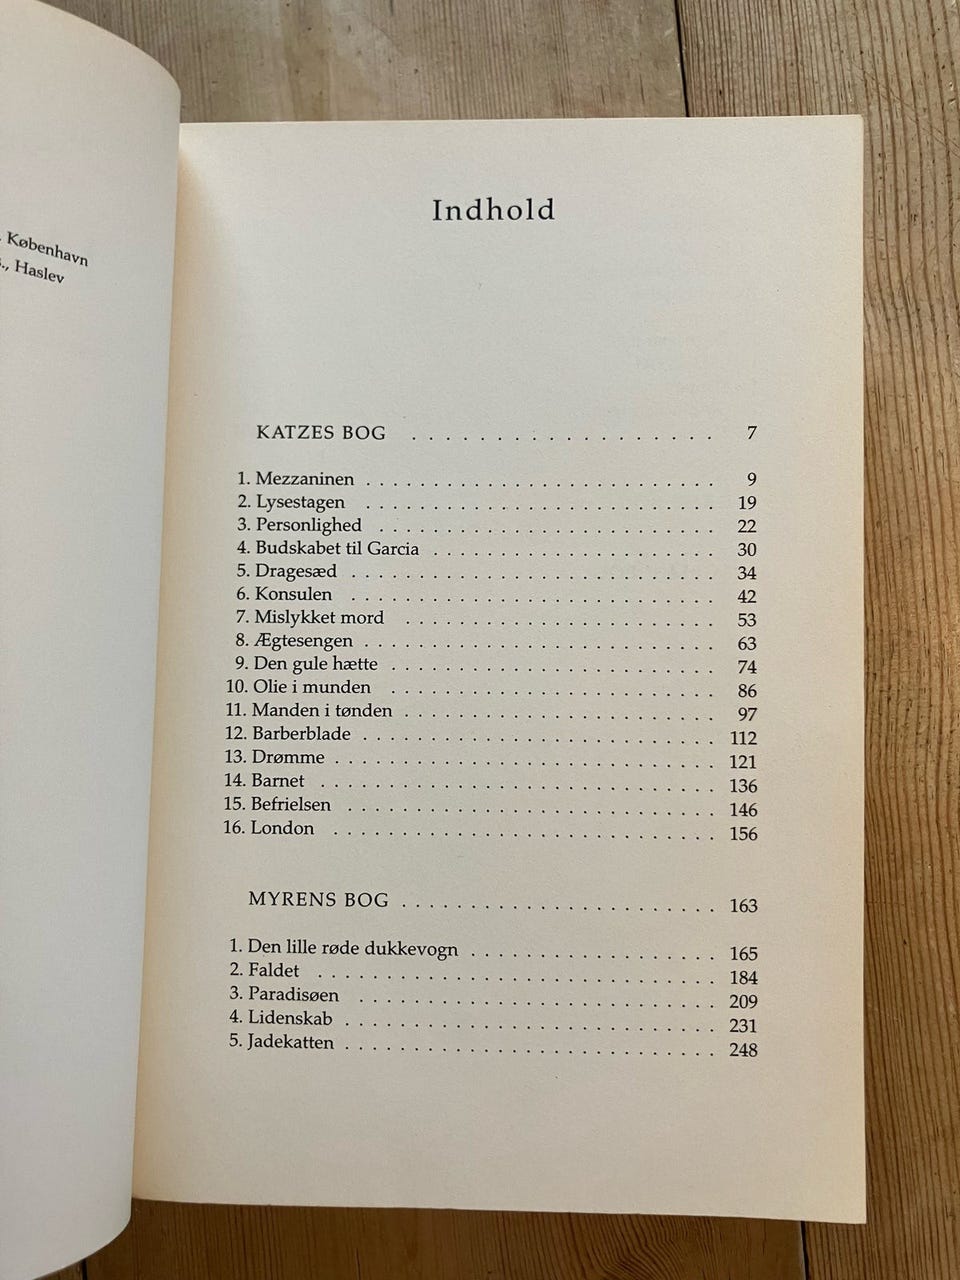 . København
s., Haslev
Indhold
KATZES BOG . . . . . . . . . . . . . . . . . . 7
1. Mezzaninen . . . . . . . . . . . . . . . . . . . . . . . . . . 9
2. Lysestagen . . . . . . . . . . . . . . . . . . . . . . . . . . 19
3. Personlighed . . . . . . . . . . . . . . . . . . . . . . . . . 22
4. Budskabet til Garcia . . . . . . . . . . . . . . . . . . . . . 30
5. Dragesæd . . . . . . . . . . . . . . . . . . . . . . . . . . . 34
6. Konsulen . . . . . . . . . . . . . . . . . . . . . . . . . . . 42
7. Mislykket mord . . . . . . . . . . . . . . . . . . . . . . . 53
8. Ægtesengen . . . . . . . . . . . . . . . . . . . . . . . . . . 63
9. Den gule hætte . . . . . . . . . . . . . . . . . . . . . . . . 74
10. Olie i munden . . . . . . . . . . . . . . . . . . . . . . . . 86
11. Manden i tønden . . . . . . . . . . . . . . . . . . . . . . . 97
12. Barberblade . . . . . . . . . . . . . . . . . . . . . . . . . . 112
13. Drømme . . . . . . . . . . . . . . . . . . . . . . . . . . . . 121
14. Barnet . . . . . . . . . . . . . . . . . . . . . . . . . . . . . 136
15. Befrielsen . . . . . . . . . . . . . . . . . . . . . . . . . . . 146
16. London . . . . . . . . . . . . . . . . . . . . . . . . . . . . 156
MYRENS BOG . . . . . . . . . . . . . . . . . . . . . . . 163
1. Den lille røde dukkevogn . . . . . . . . . . . . . . . . . . 165
2. Faldet . . . . . . . . . . . . . . . . . . . . . . . . . . . . . 184
3. Paradisøen . . . . . . . . . . . . . . . . . . . . . . . . . . 209
4. Lidenskab . . . . . . . . . . . . . . . . . . . . . . . . . . . 231
5. Jadekatten . . . . . . . . . . . . . . . . . . . . . . . . . . . 248